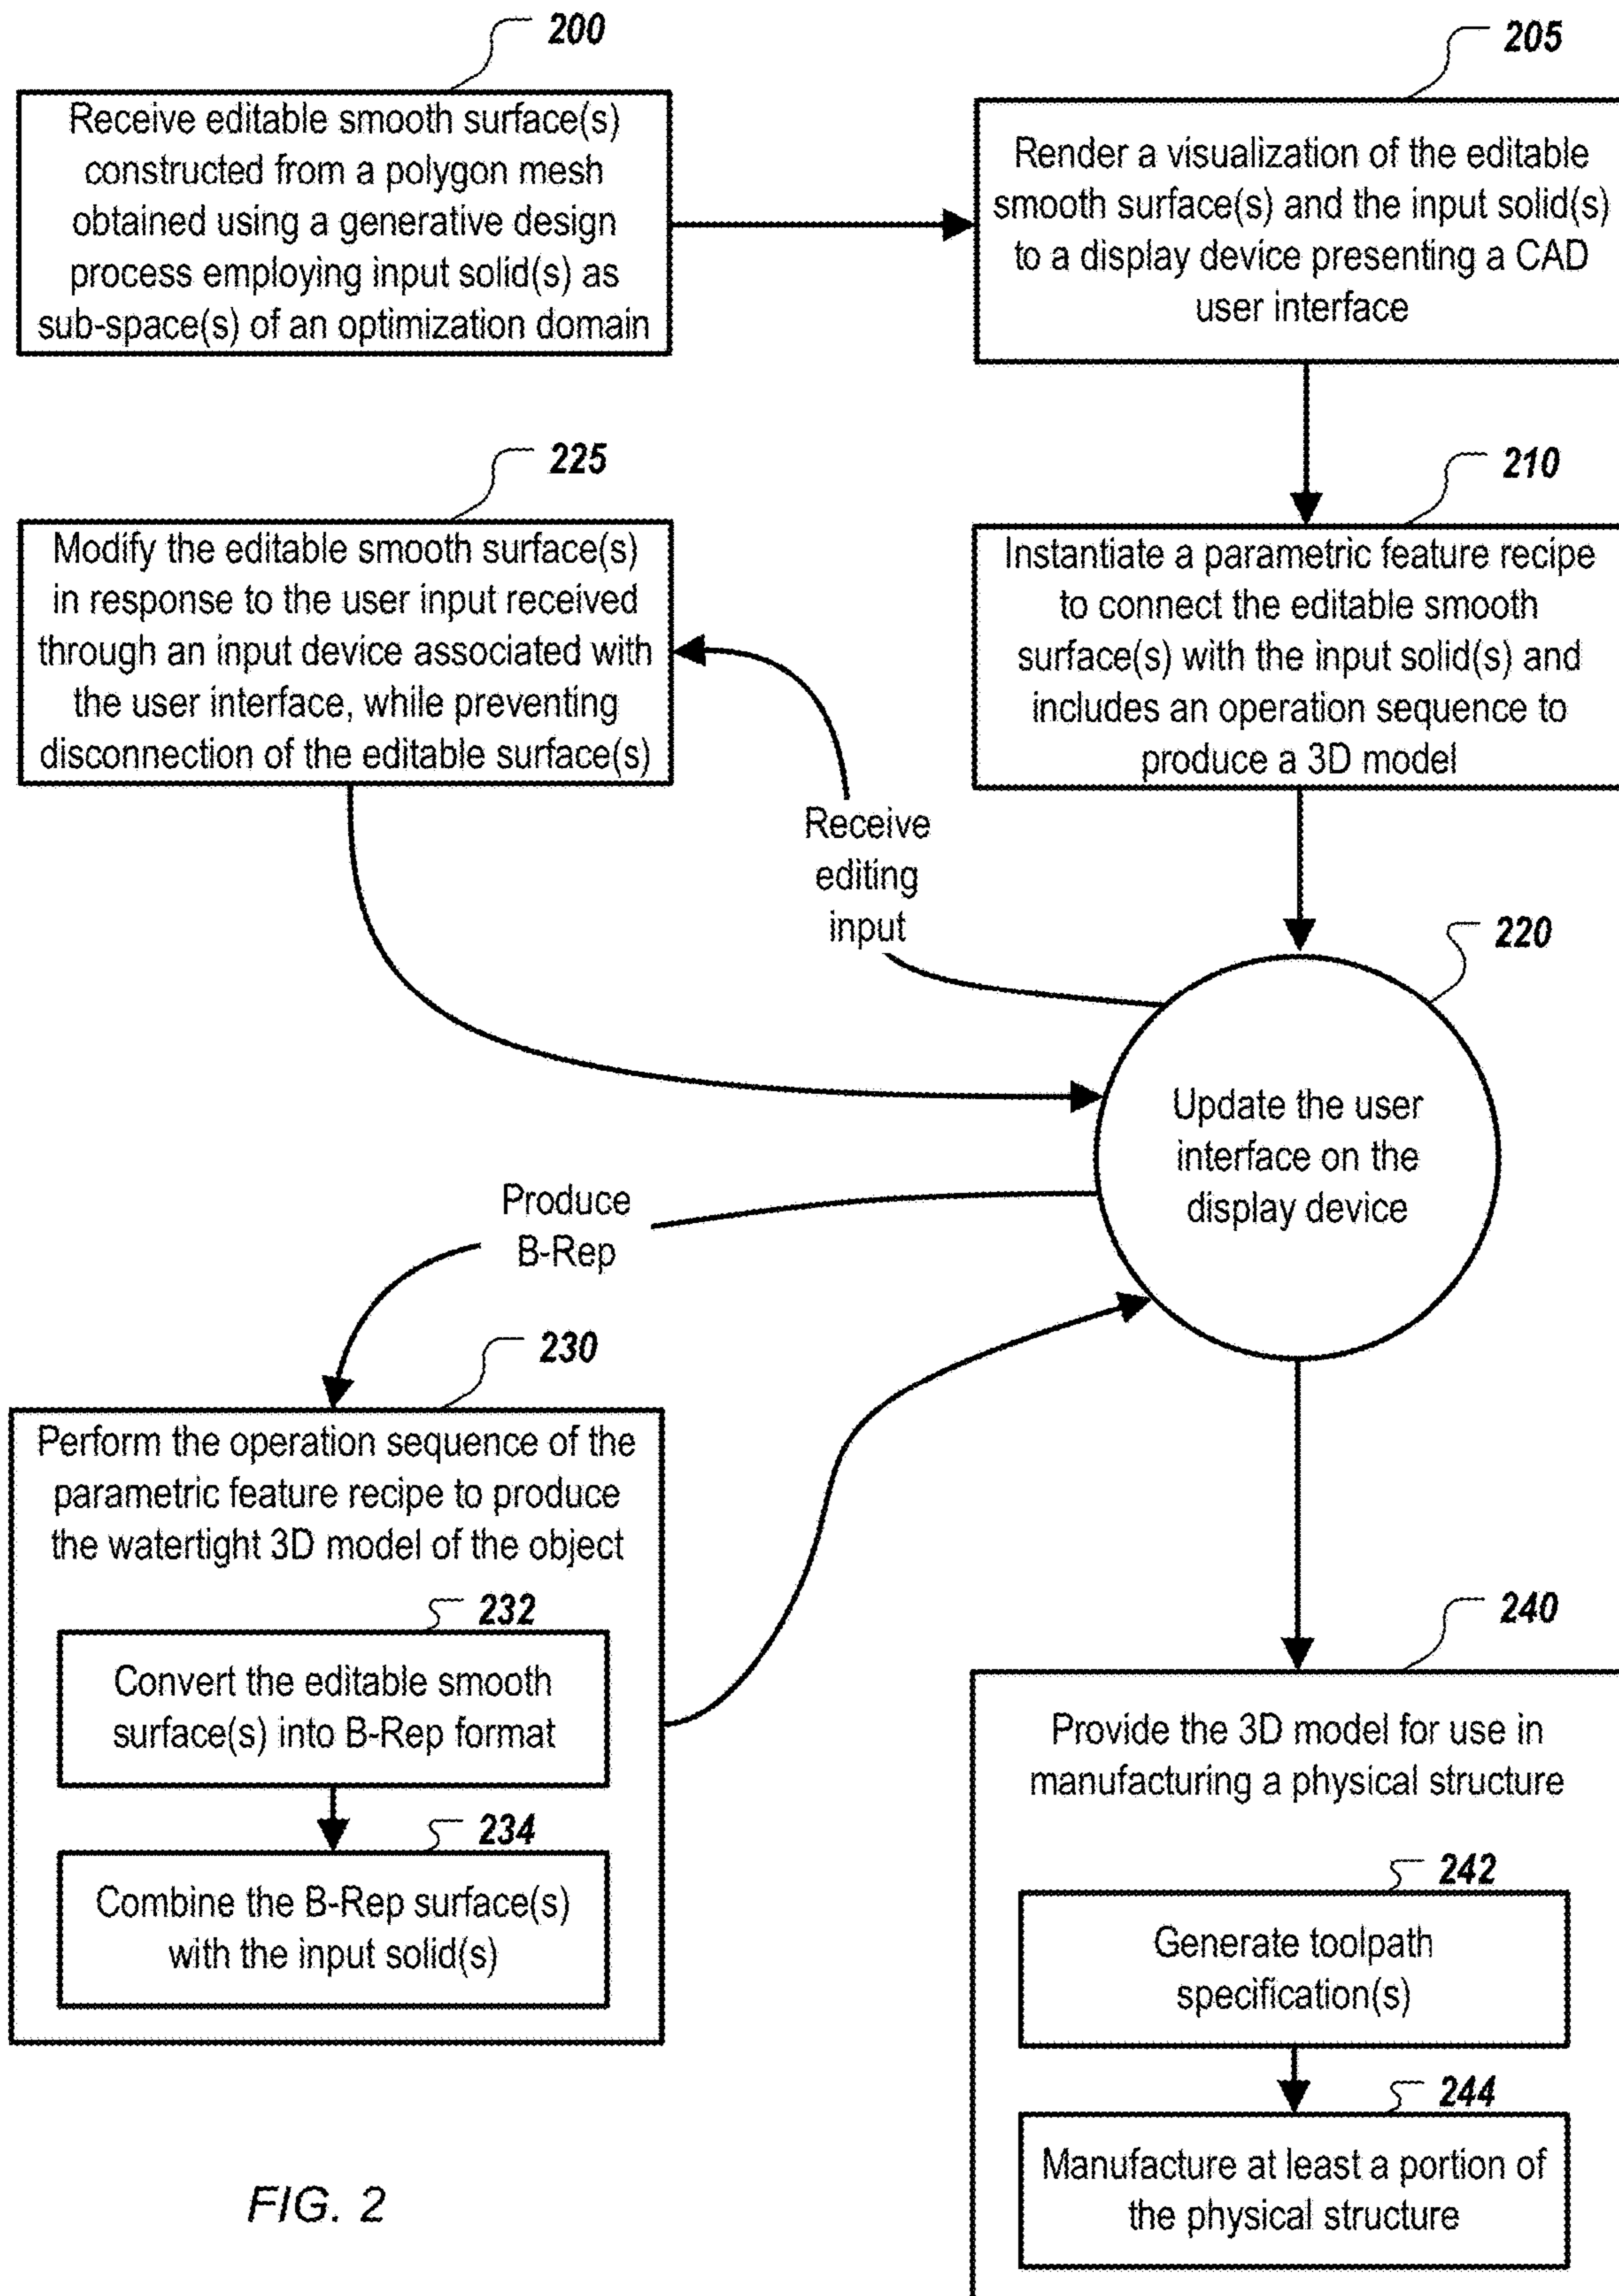 200
Receive editable smooth surface(s)
constructed from a polygon mesh
obtained using a generative design
process employing input solid(s) as
sub-space(s) of an optimization domain
205
Render a visualization of the editable
smooth surface(s) and the input solid(s)
to a display device presenting a CAD
user interface
210
Instantiate a parametric feature recipe
to connect the editable smooth
surface(s) with the input solid(s) and
includes an operation sequence to
produce a 3D model
225
Modify the editable smooth surface(s)
in response to the user input received
through an input device associated with
the user interface, while preventing
disconnection of the editable surface(s)
Receive
editing
input
220
Update the user
interface on the
display device
Produce
B-Rep
230
Perform the operation sequence of the
parametric feature recipe to produce
the watertight 3D model of the object
232
Convert the editable smooth
surface(s) into B-Rep format
234
Combine the B-Rep surface(s)
with the input solid(s)
240
Provide the 3D model for use in
manufacturing a physical structure
242
Generate toolpath
specification(s)
244
Manufacture at least a portion of
the physical structure
FIG. 2